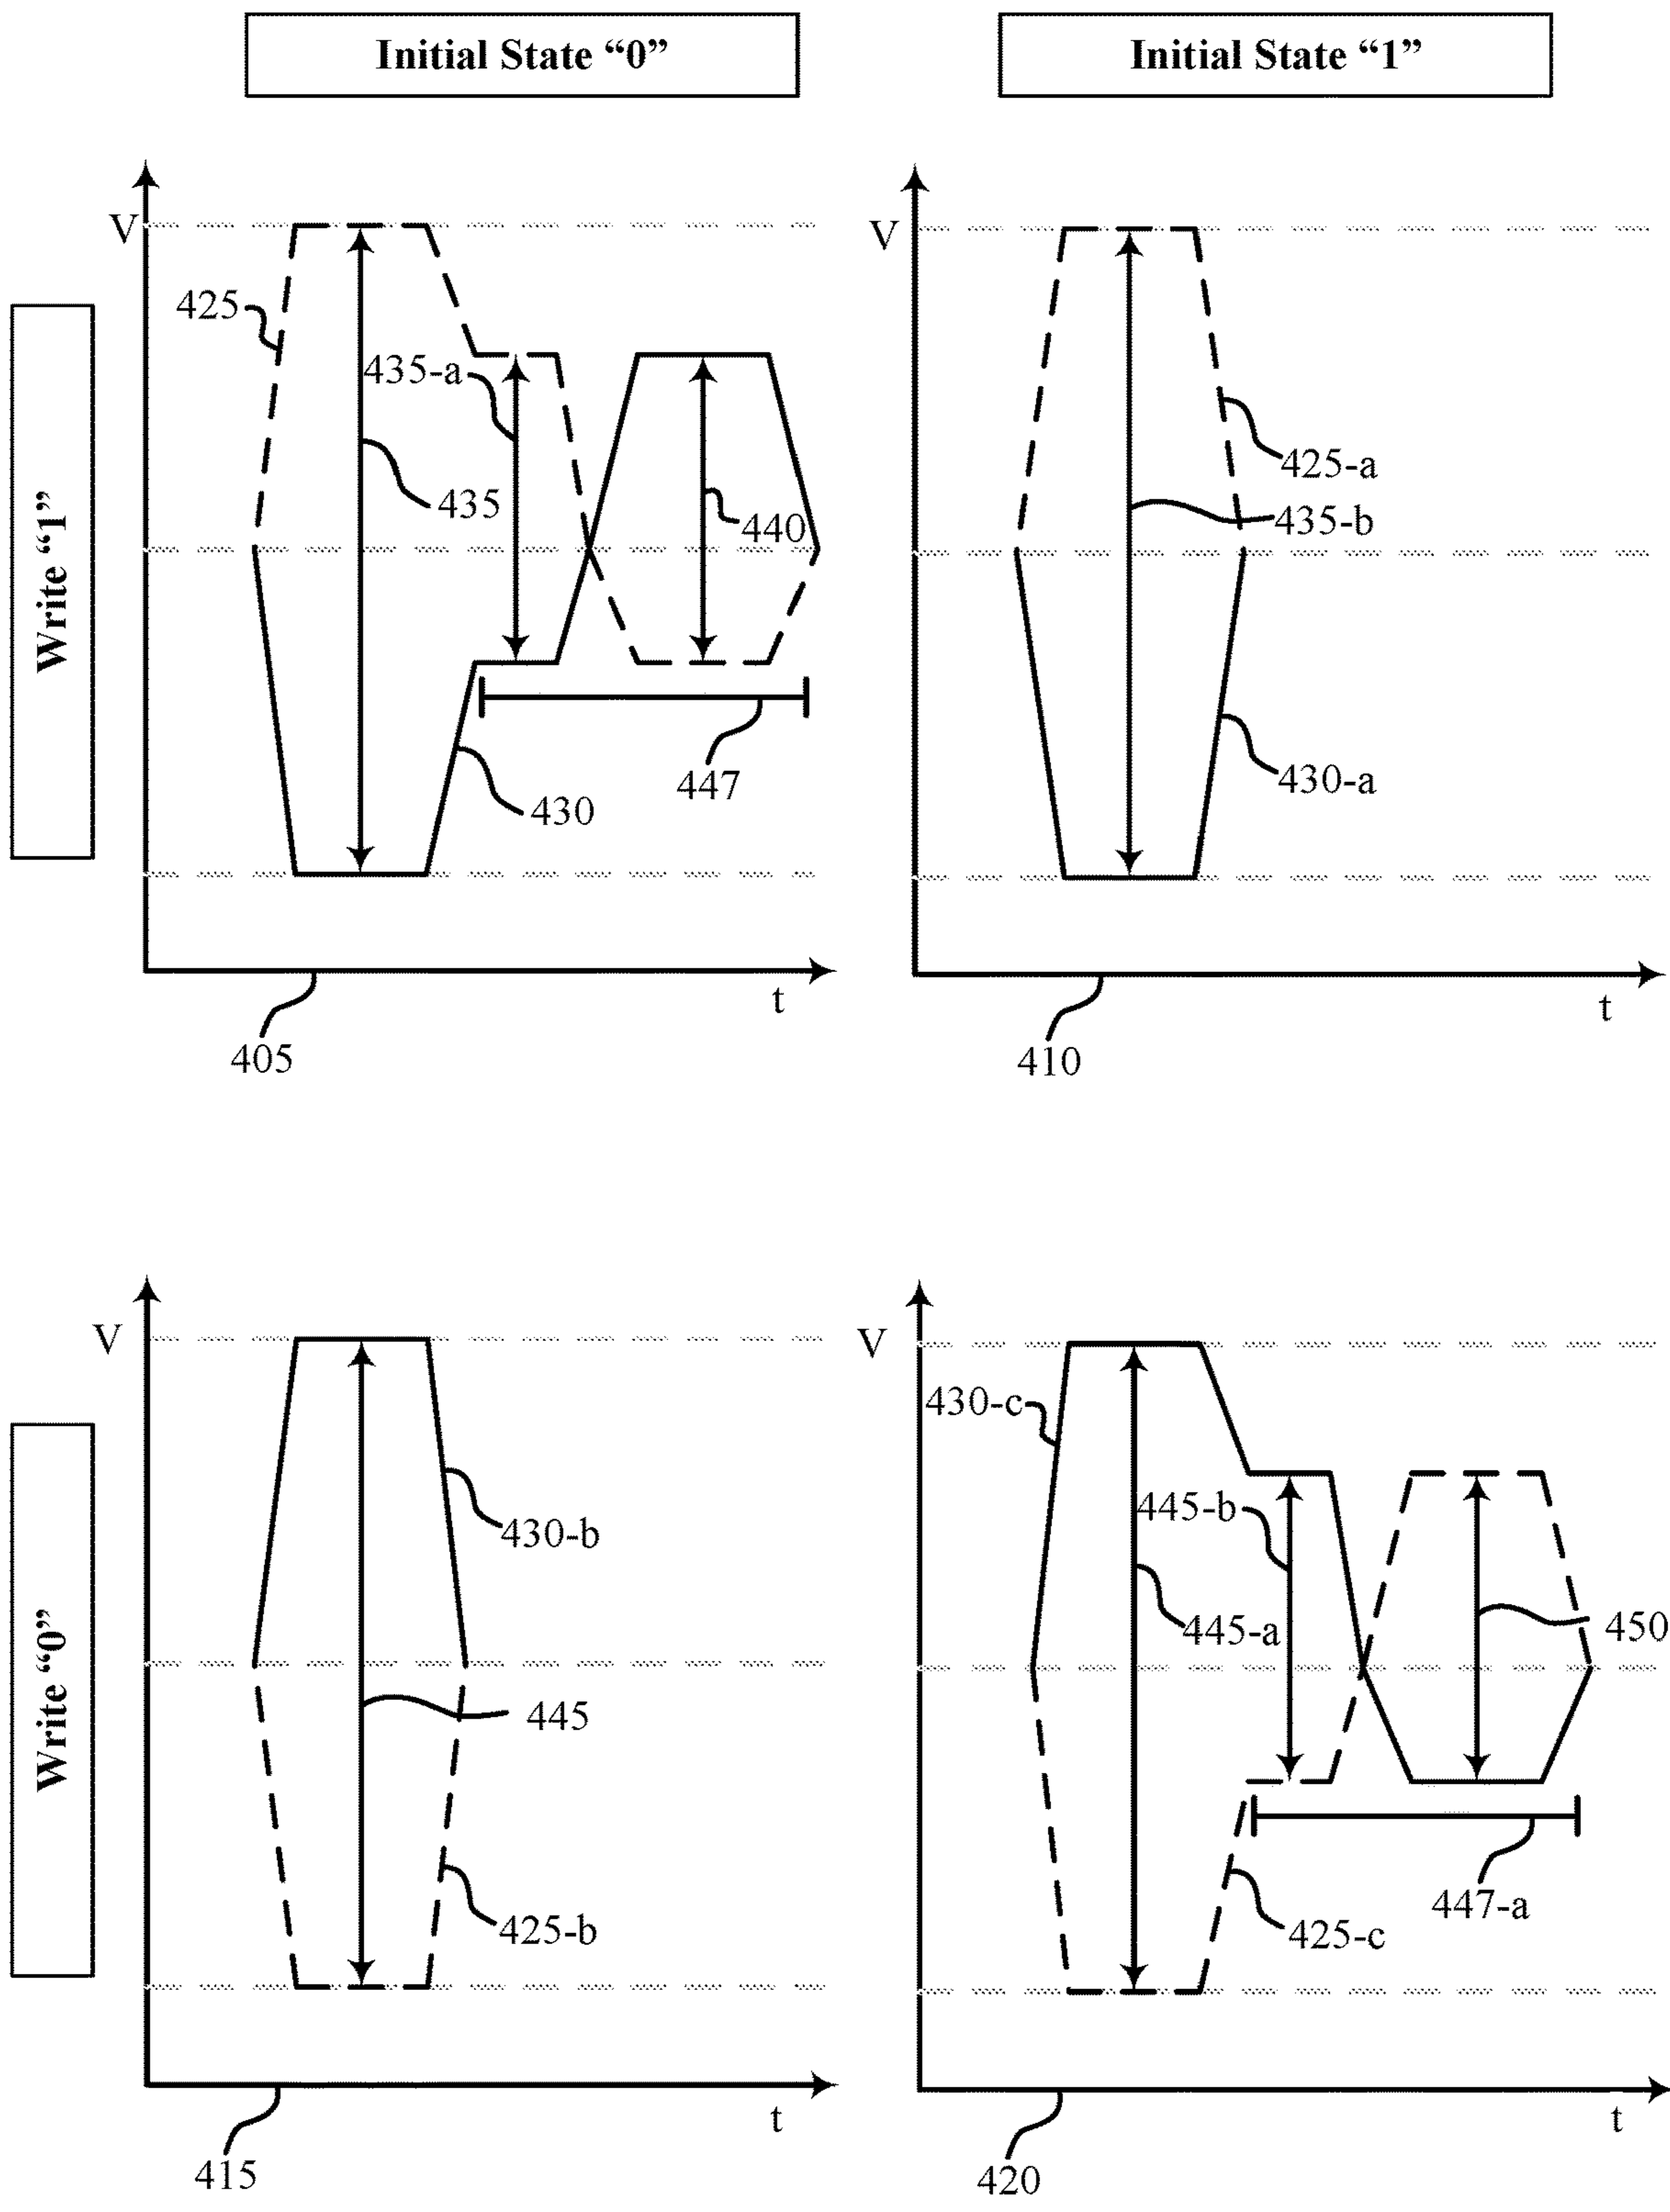 Initial State “0”
Initial State “1”
Write “1”
V
425
435-a
435
440
447
430
t
405
V
425-a
435-b
430-a
t
410
Write “0”
V
430-b
445
425-b
t
415
V
430-c
445-b
445-a
450
447-a
425-c
t
420